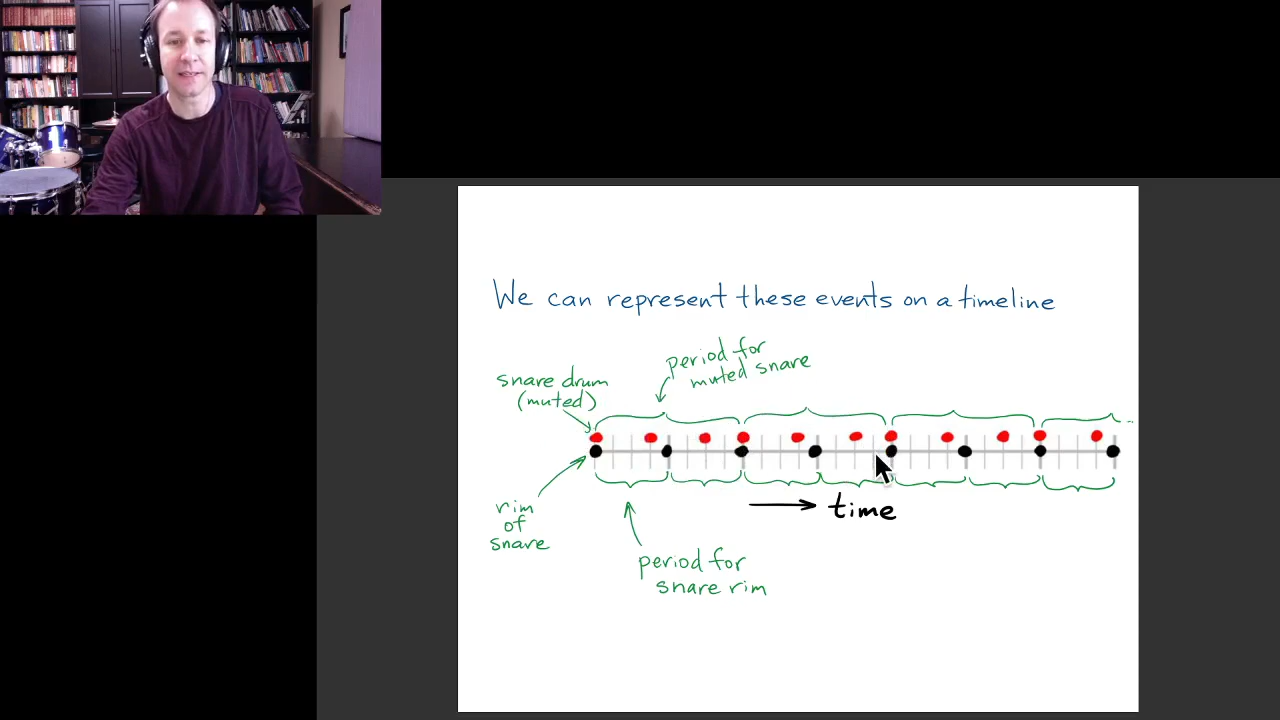 We can represent these events on a timeline
period for
muted snare
snare drum
(muted)
time
rim
of
snare
period for
snare rim